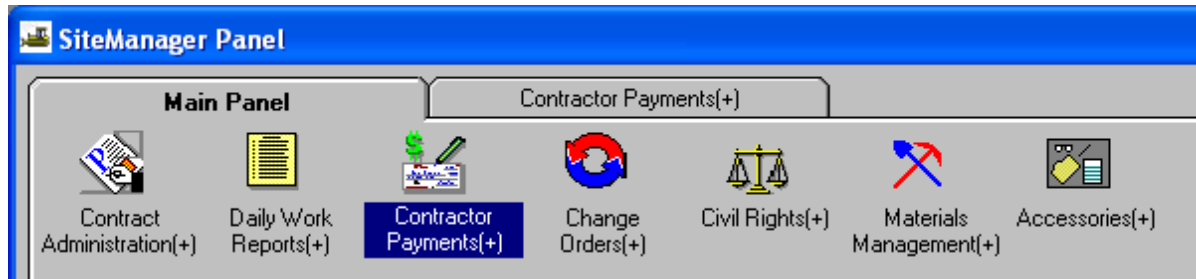 SiteManager Panel
Main Panel
Contractor Payments(+)
Contract
Administration(+)
Daily Work
Reports(+)
Contractor
Payments(+)
Change
Orders(+)
Civil Rights(+)
Materials
Management(+)
Accessories(+)